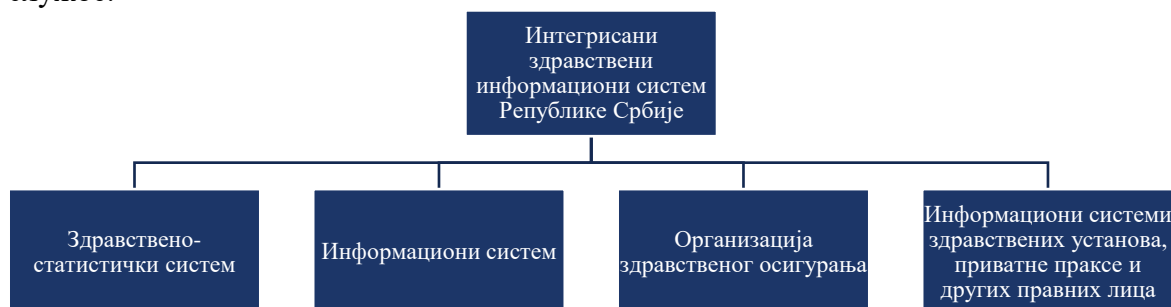 Интегрисани
здравствени
информациони систем
Републике Србије
Здравствено-
статистички систем
Информациони систем
Организација
здравственог осигурања
Информациони системи
здравствених установа,
приватне праксе и
других правних лица